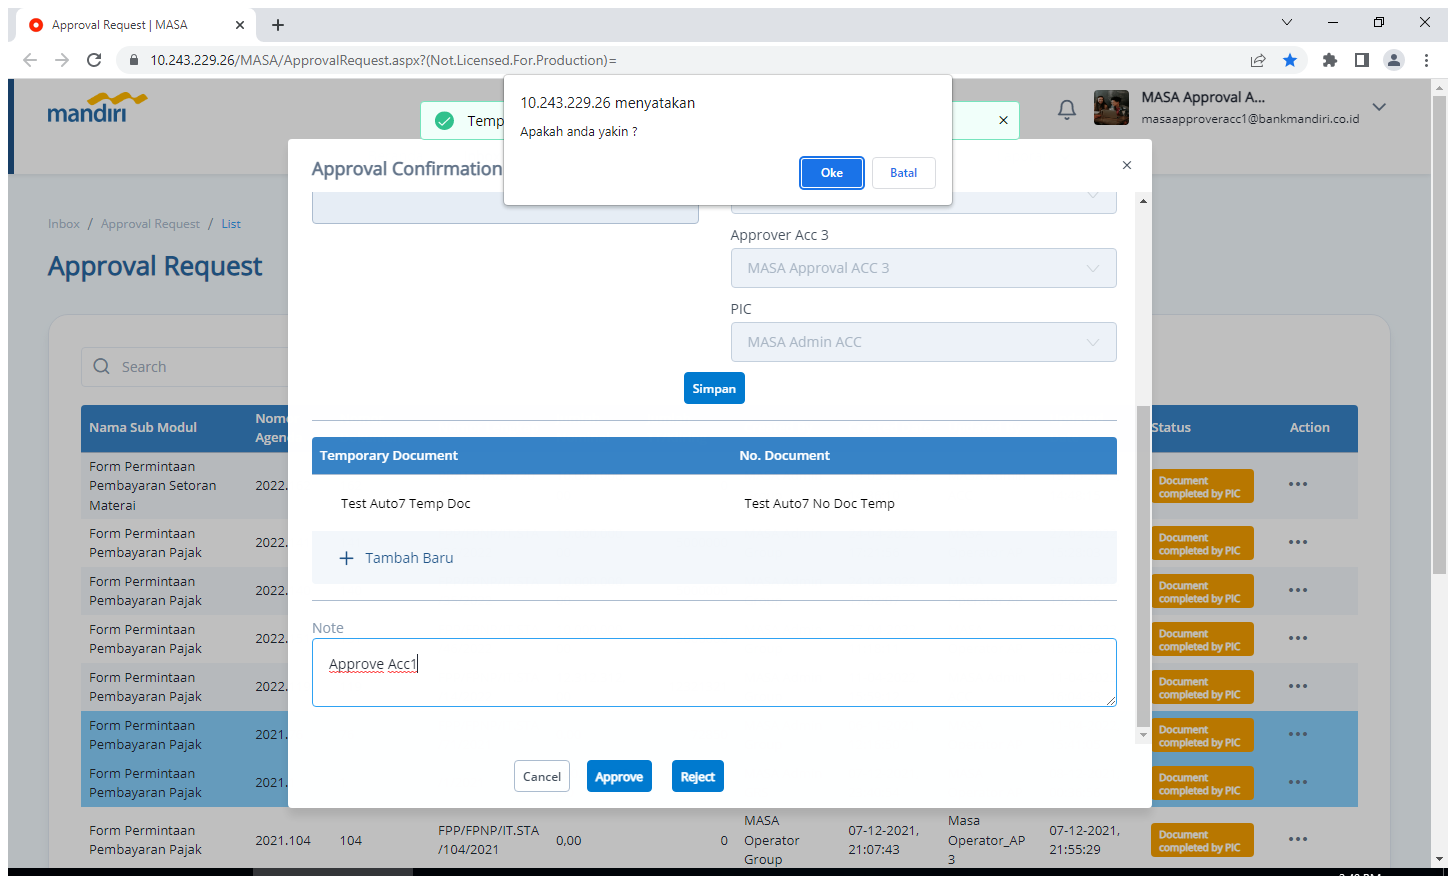 Approval Request | MASA
10.243.229.26/MASA/ApprovalRequest.aspx?(Not.Licensed.For.Production)=
10.243.229.26 menyatakan
Apakah anda yakin ?
Oke
Batal
mandiri
Temp
MASA Approval A...
masaapproveracc1@bankmandiri.co.id
Approval Confirmation
Inbox / Approval Request / List
Approval Request
Approver Acc 3
MASA Approval ACC 3
PIC
MASA Admin ACC
Simpan
Search
Nama Sub Modul
Status
Action
Temporary Document
No. Document
Test Auto7 Temp Doc
Test Auto7 No Doc Temp
Tambah Baru
Note
Approve Acc1
Cancel
Approve
Reject
Form Permintaan
Pembayaran Setoran
Materai
2022.
Document
completed by PIC
Form Permintaan
Pembayaran Pajak
2022.
Document
completed by PIC
Form Permintaan
Pembayaran Pajak
2022.
Document
completed by PIC
Form Permintaan
Pembayaran Pajak
2022.
Document
completed by PIC
Form Permintaan
Pembayaran Pajak
2022.
Document
completed by PIC
Form Permintaan
Pembayaran Pajak
2021.
Document
completed by PIC
Form Permintaan
Pembayaran Pajak
2021.
Document
completed by PIC
Form Permintaan
Pembayaran Pajak
2021.104
104
FPP/FPNP/IT.STA
/104/2021
0,00
0
MASA
Operator
Group
07-12-2021,
21:07:43
Masa
Operator_AP
3
07-12-2021,
21:55:29
Document
completed by PIC